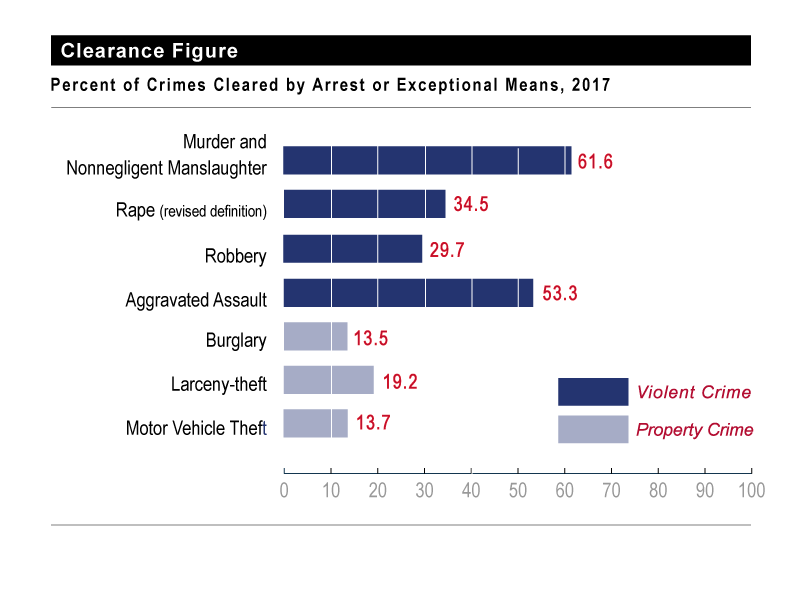 Clearance Figure
Percent of Crimes Cleared by Arrest or Exceptional Means, 2017
Murder and
Nonnegligent Manslaughter
61.6
Rape (revised definition)
34.5
Robbery
29.7
Aggravated Assault
53.3
Burglary
13.5
Larceny-theft
19.2
Motor Vehicle Theft
13.7
Violent Crime
Property Crime
0 10 20 30 40 50 60 70 80 90 100